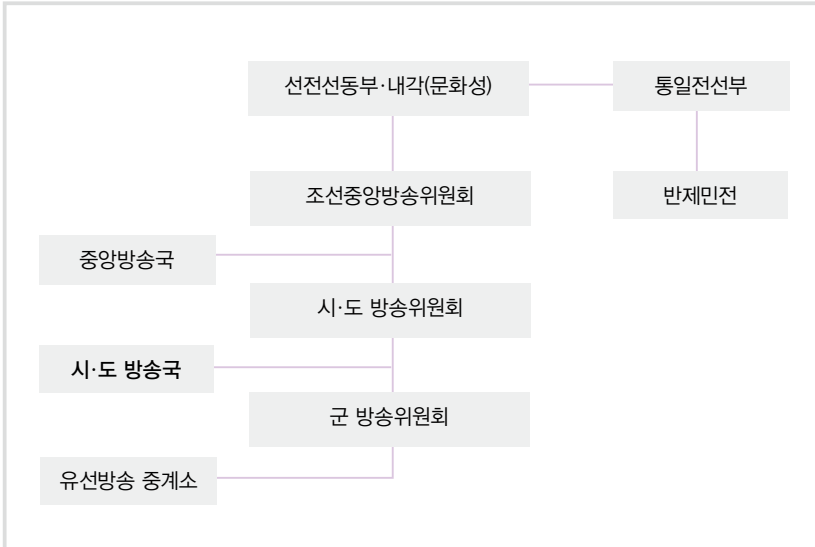 선전선동부·내각(문화성)
통일전선부
조선중앙방송위원회
반제민전
중앙방송국
시·도 방송위원회
시·도 방송국
군 방송위원회
유선방송 중계소